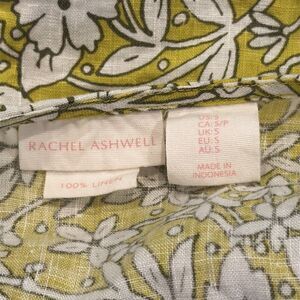 RACHEL ASHWELL
100% LINEN
US:S
CA:S/P
UK:S
EU:S
AU:S
MADE IN
INDONESIA